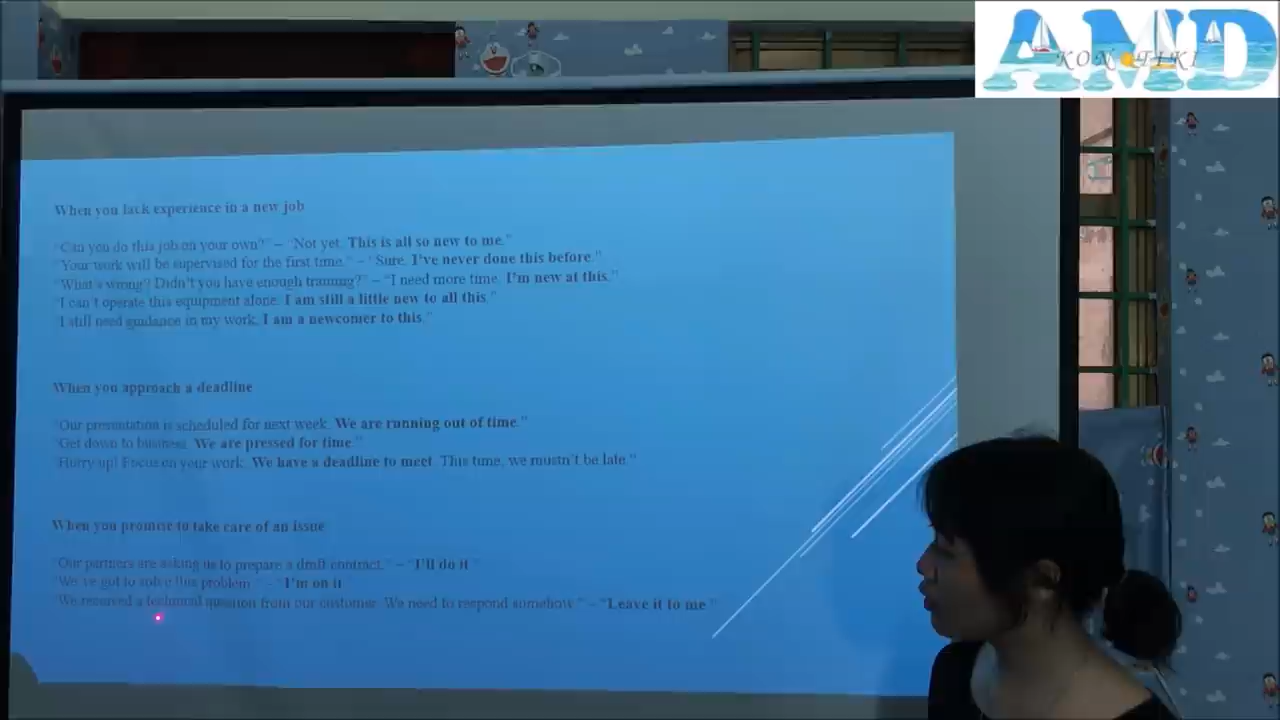 AMD
KON TIKI
When you lack experience in a new job
"Can you do this job on your own?" – "Not yet. This is all so new to me."
"Your work will be supervised for the first time." – "Sure. I've never done this before."
"What's wrong? Didn't you have enough training?" – "I need more time. I'm new at this."
"I can't operate this equipment alone. I am still a little new to all this."
"I still need guidance in my work. I am a newcomer to this."
When you approach a deadline
"Our presentation is scheduled for next week. We are running out of time."
"Get down to business. We are pressed for time."
"Hurry up! Focus on your work. We have a deadline to meet. This time, we mustn't be late."
When you promise to take care of an issue
"Our partners are asking us to prepare a draft contract." – "I'll do it."
"We've got to solve this problem." – "I'm on it."
"We received a technical question from our customer. We need to respond somehow." – "Leave it to me."